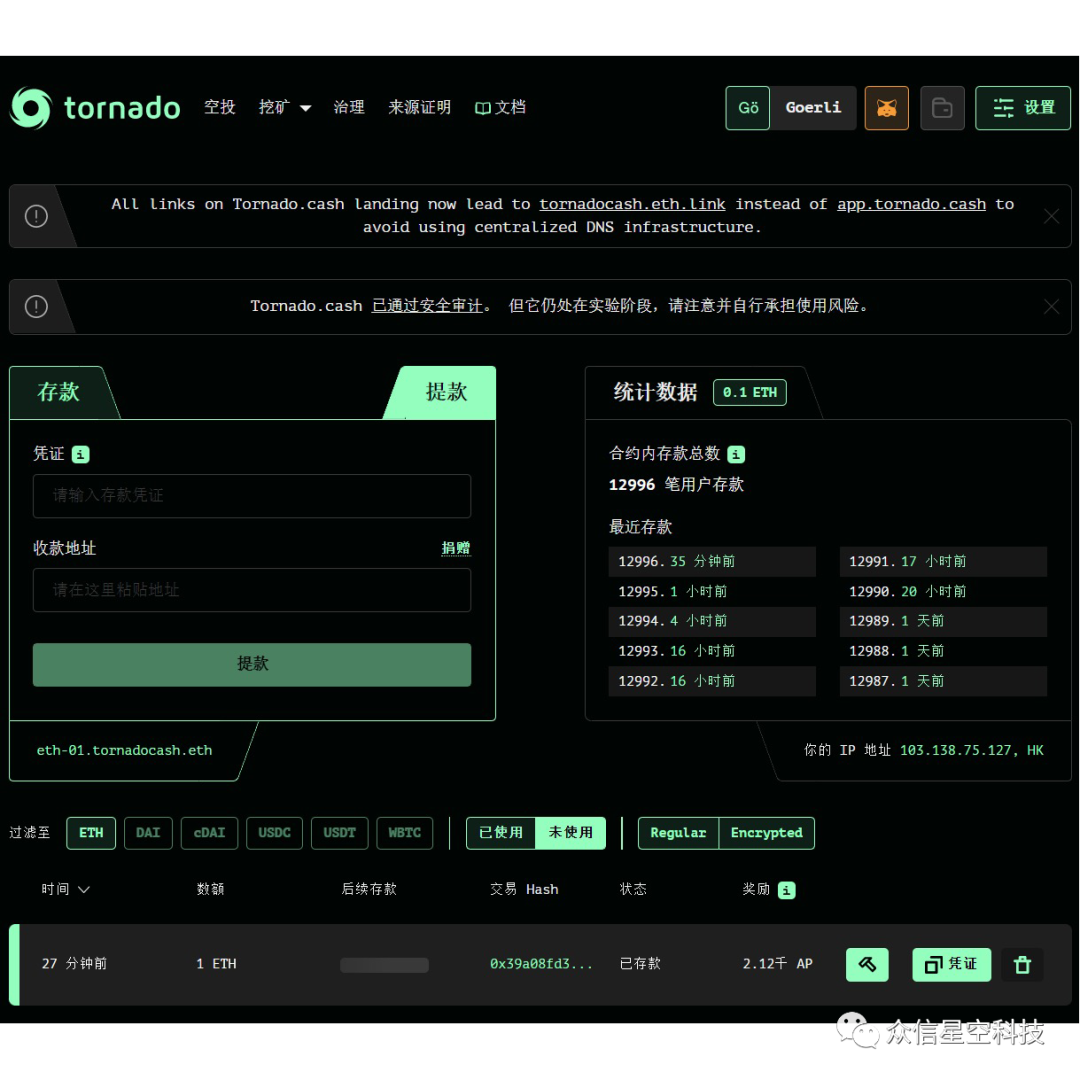 tornado 空投 挖矿 治理 来源证明 文档 Gö Goerli 设置
All links on Tornado.cash landing now lead to tornadocash.eth.link instead of app.tornado.cash to
avoid using centralized DNS infrastructure.
Tornado.cash 已通过安全审计。 但它仍处在实验阶段，请注意并自行承担使用风险。
存款 提款
凭证 i
请输入存款凭证
收款地址 捐赠
请在这里粘贴地址
提款
eth-01.tornadocash.eth
统计数据 0.1 ETH
合约内存款总数 i
12996 笔用户存款
最近存款
12996. 35 分钟前
12995. 1 小时前
12994. 4 小时前
12993. 16 小时前
12992. 16 小时前
12991. 17 小时前
12990. 20 小时前
12989. 1 天前
12988. 1 天前
12987. 1 天前
你的 IP 地址 103.138.75.127, HK
过滤至 ETH DAI cDAI USDC USDT WBTC 已使用 未使用 Regular Encrypted
时间 数额 后续存款 交易 Hash 状态 奖励 i
27 分钟前 1 ETH 0x39a08fd3... 已存款 2.12千 AP 凭证
众信星空科技